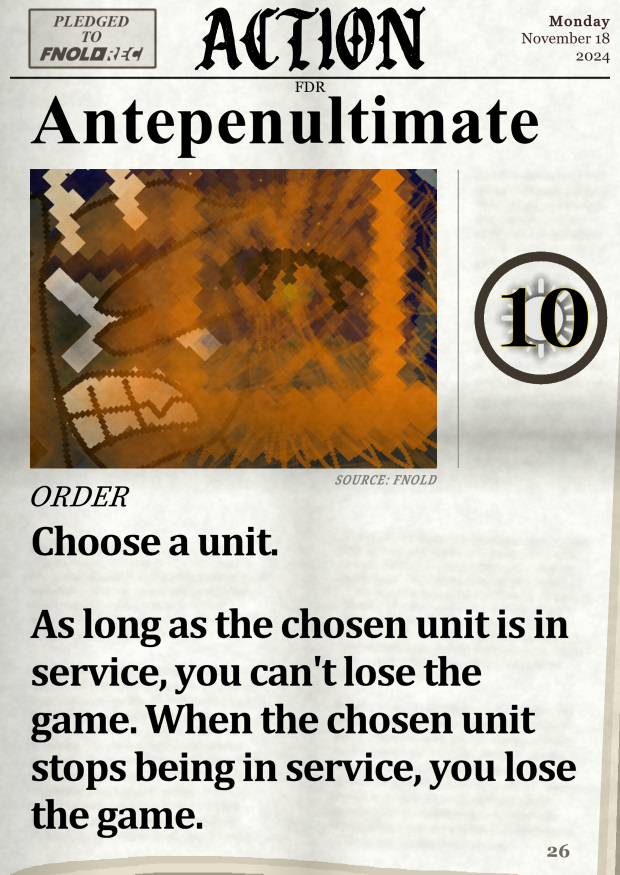 PLEDGED
TO
FNOLD REC
ACTION
Monday
November 18
2024
FDR
Antepenultimate
10
SOURCE: FNOLD
ORDER
Choose a unit.
As long as the chosen unit is in
service, you can't lose the
game. When the chosen unit
stops being in service, you lose
the game.
26